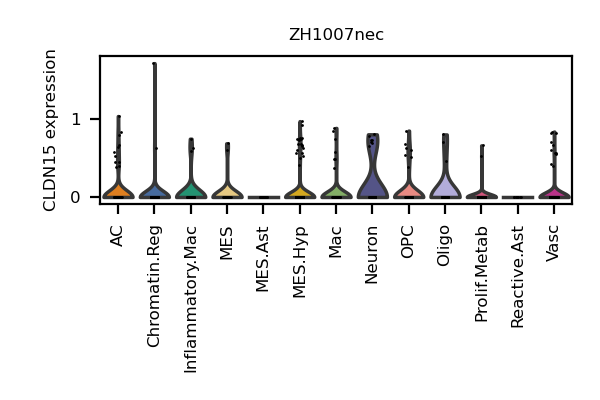 ZH1007nec
CLDN15 expression
1
0
AC
Chromatin.Reg
Inflammatory.Mac
MES
MES.Ast
MES.Hyp
Mac
Neuron
OPC
Oligo
Prolif.Metab
Reactive.Ast
Vasc